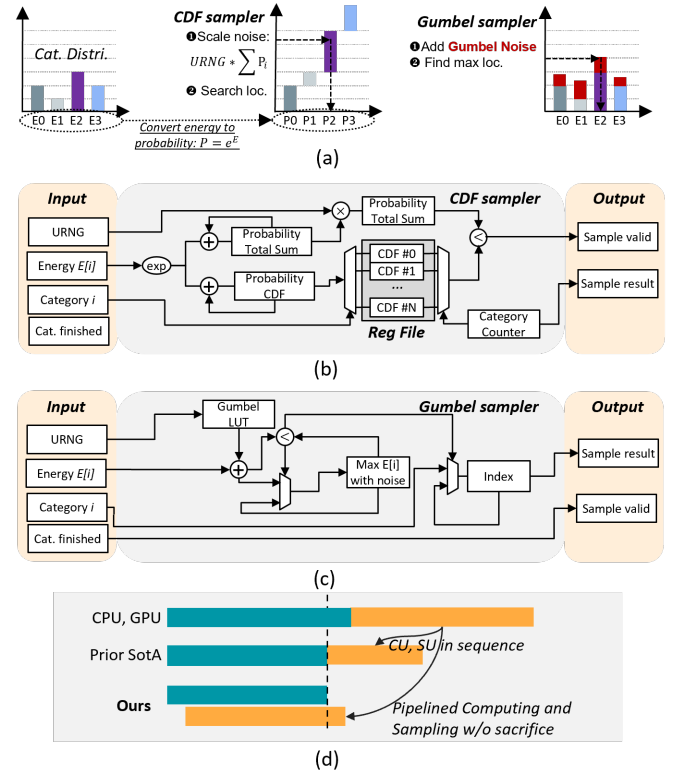 Cat. Distri.
E0 E1 E2 E3
Convert energy to
probability: P = e^E
CDF sampler
❶Scale noise:
URNG * ∑ Pᵢ
❷ Search loc.
P0 P1 P2 P3
Gumbel sampler
❶ Add Gumbel Noise
❷ Find max loc.
E0 E1 E2 E3
(a)
Input
URNG
Energy E[i]
Category i
Cat. finished
CDF sampler
exp
+
+
Probability
Total Sum
Probability
CDF
×
Probability
Total Sum
<
CDF #0
CDF #1
...
CDF #N
Reg File
Category
Counter
Output
Sample valid
Sample result
(b)
Input
URNG
Energy E[i]
Category i
Cat. finished
Gumbel sampler
Gumbel
LUT
+
<
Max E[i]
with noise
Index
Output
Sample result
Sample valid
(c)
CPU, GPU
Prior SotA
Ours
CU, SU in sequence
Pipelined Computing and
Sampling w/o sacrifice
(d)